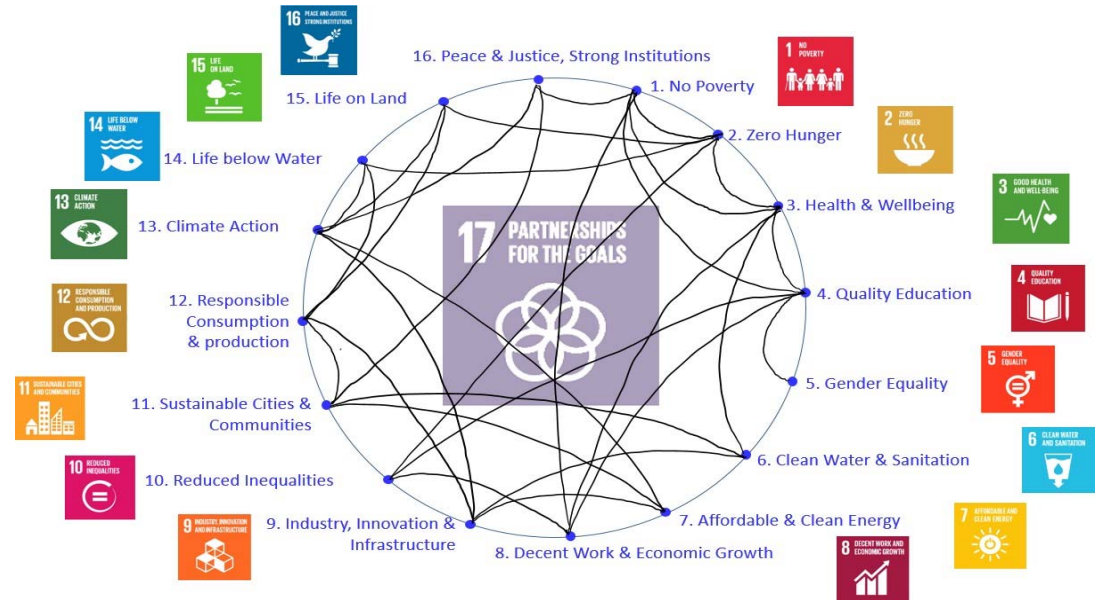 16 PEACE AND JUSTICE
STRONG INSTITUTIONS
16. Peace & Justice, Strong Institutions
1 NO
POVERTY
1. No Poverty
15 LIFE
ON LAND
15. Life on Land
2 ZERO
HUNGER
2. Zero Hunger
14 LIFE BELOW
WATER
14. Life below Water
3 GOOD HEALTH
AND WELL-BEING
3. Health & Wellbeing
13 CLIMATE
ACTION
13. Climate Action
17 PARTNERSHIPS
FOR THE GOALS
4 QUALITY
EDUCATION
4. Quality Education
12 RESPONSIBLE
CONSUMPTION
AND PRODUCTION
12. Responsible
Consumption
& production
5 GENDER
EQUALITY
5. Gender Equality
11 SUSTAINABLE CITIES
AND COMMUNITIES
11. Sustainable Cities &
Communities
6 CLEAN WATER
AND SANITATION
6. Clean Water & Sanitation
10 REDUCED
INEQUALITIES
10. Reduced Inequalities
7 AFFORDABLE AND
CLEAN ENERGY
7. Affordable & Clean Energy
9 INDUSTRY, INNOVATION
AND INFRASTRUCTURE
9. Industry, Innovation &
Infrastructure
8. Decent Work & Economic Growth
8 DECENT WORK AND
ECONOMIC GROWTH